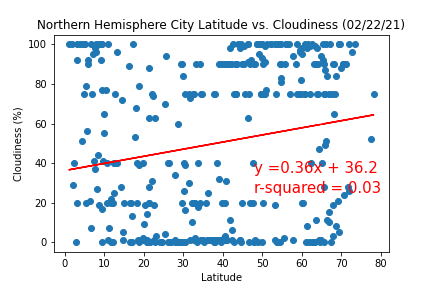 Northern Hemisphere City Latitude vs. Cloudiness (02/22/21)
100
80
60
40
20
0
Cloudiness (%)
y =0.36x + 36.2
r-squared = 0.03
0 10 20 30 40 50 60 70 80
Latitude